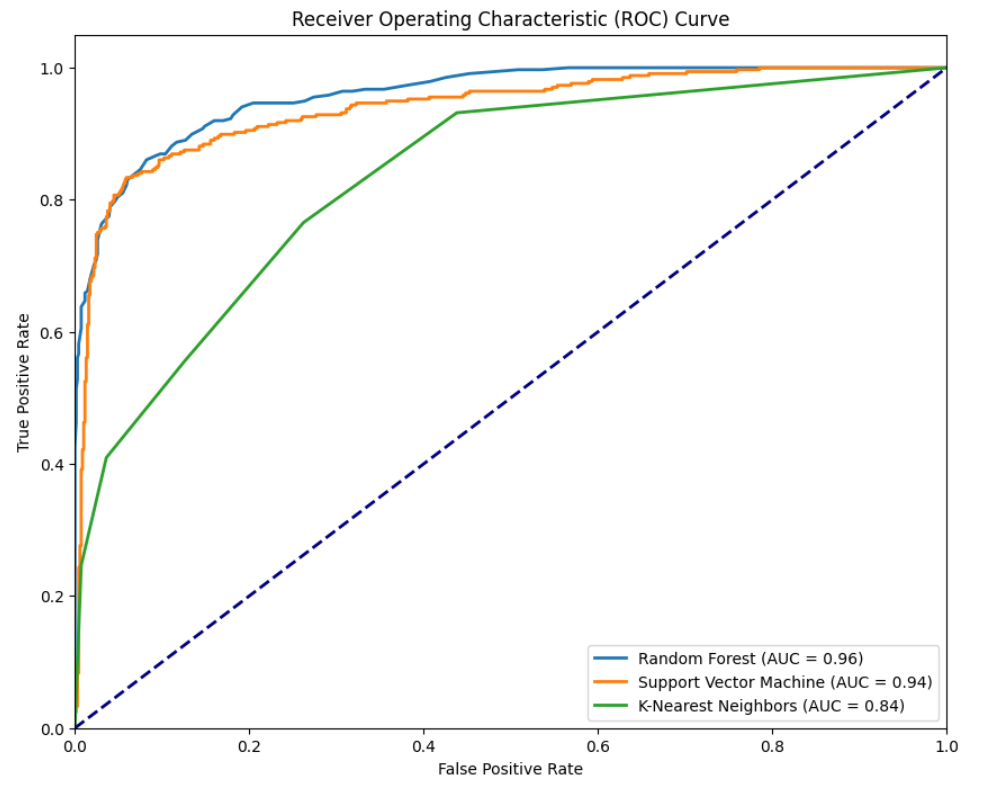 Receiver Operating Characteristic (ROC) Curve
True Positive Rate
1.0
0.8
0.6
0.4
0.2
0.0
Random Forest (AUC = 0.96)
Support Vector Machine (AUC = 0.94)
K-Nearest Neighbors (AUC = 0.84)
0.0 0.2 0.4 0.6 0.8 1.0
False Positive Rate